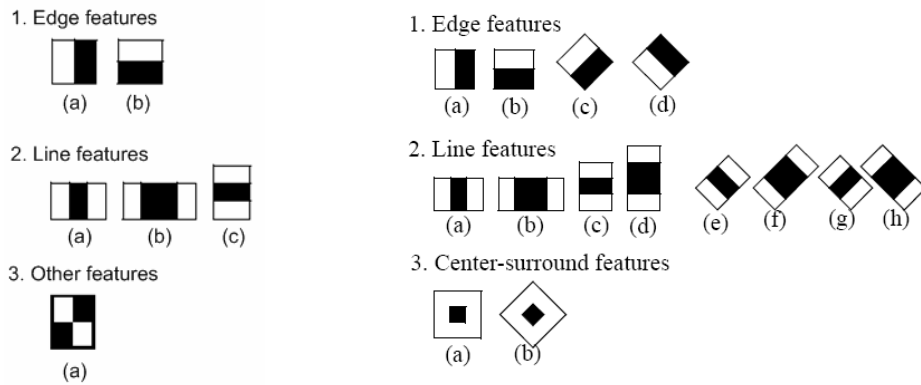 1. Edge features
(a) (b)
2. Line features
(a) (b) (c)
3. Other features
(a)
1. Edge features
(a) (b) (c) (d)
2. Line features
(a) (b) (c) (d) (e) (f) (g) (h)
3. Center-surround features
(a) (b)